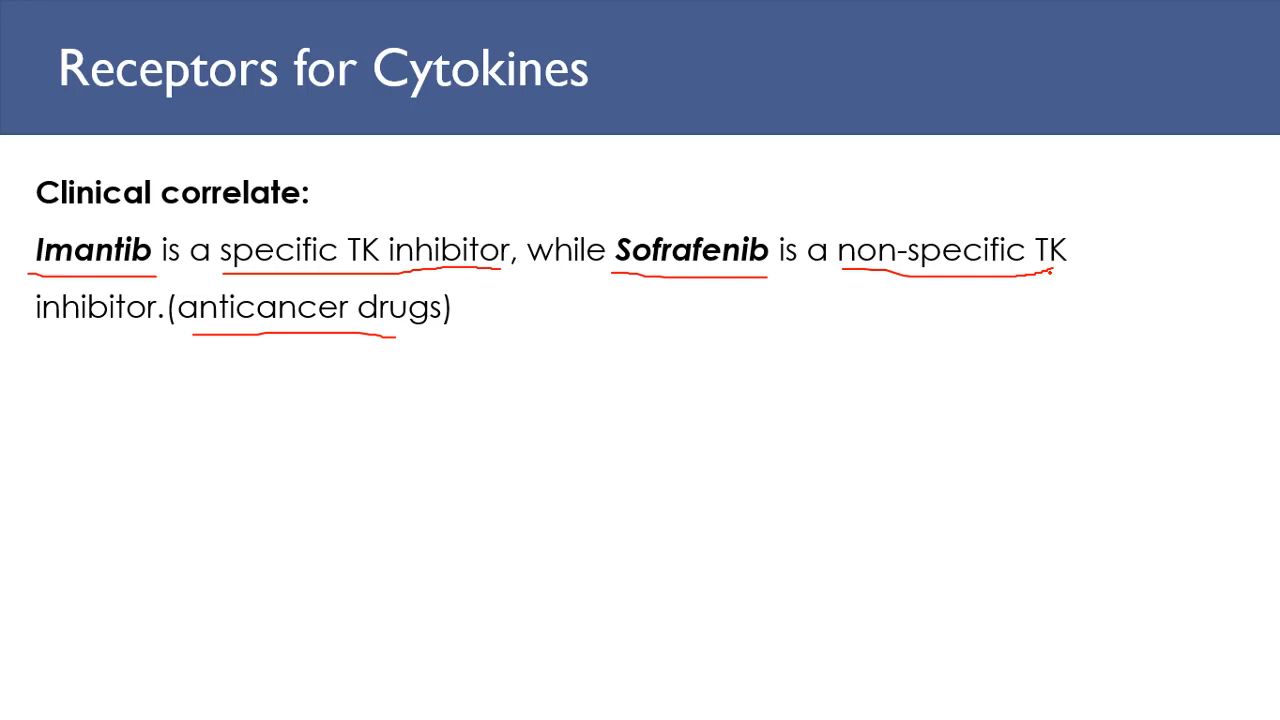 Receptors for Cytokines
Clinical correlate:
Imantib is a specific TK inhibitor, while Sofrafenib is a non-specific TK
inhibitor.(anticancer drugs)